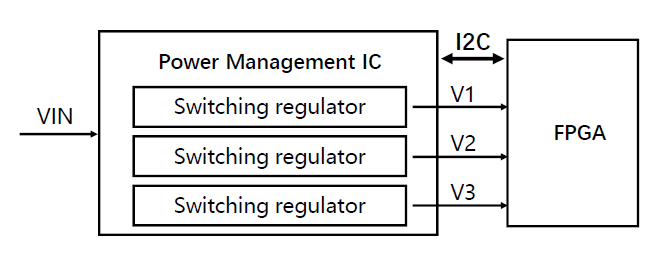 Power Management IC
I2C
Switching regulator
V1
VIN
FPGA
Switching regulator
V2
Switching regulator
V3